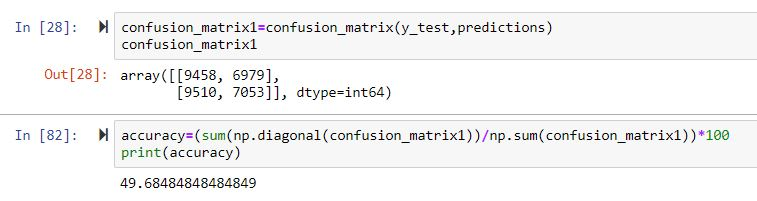 In [28]: confusion_matrix1=confusion_matrix(y_test,predictions)
confusion_matrix1
Out[28]: array([[9458, 6979],
[9510, 7053]], dtype=int64)
In [82]: accuracy=(sum(np.diagonal(confusion_matrix1))/np.sum(confusion_matrix1))*100
print(accuracy)
49.68484848484849